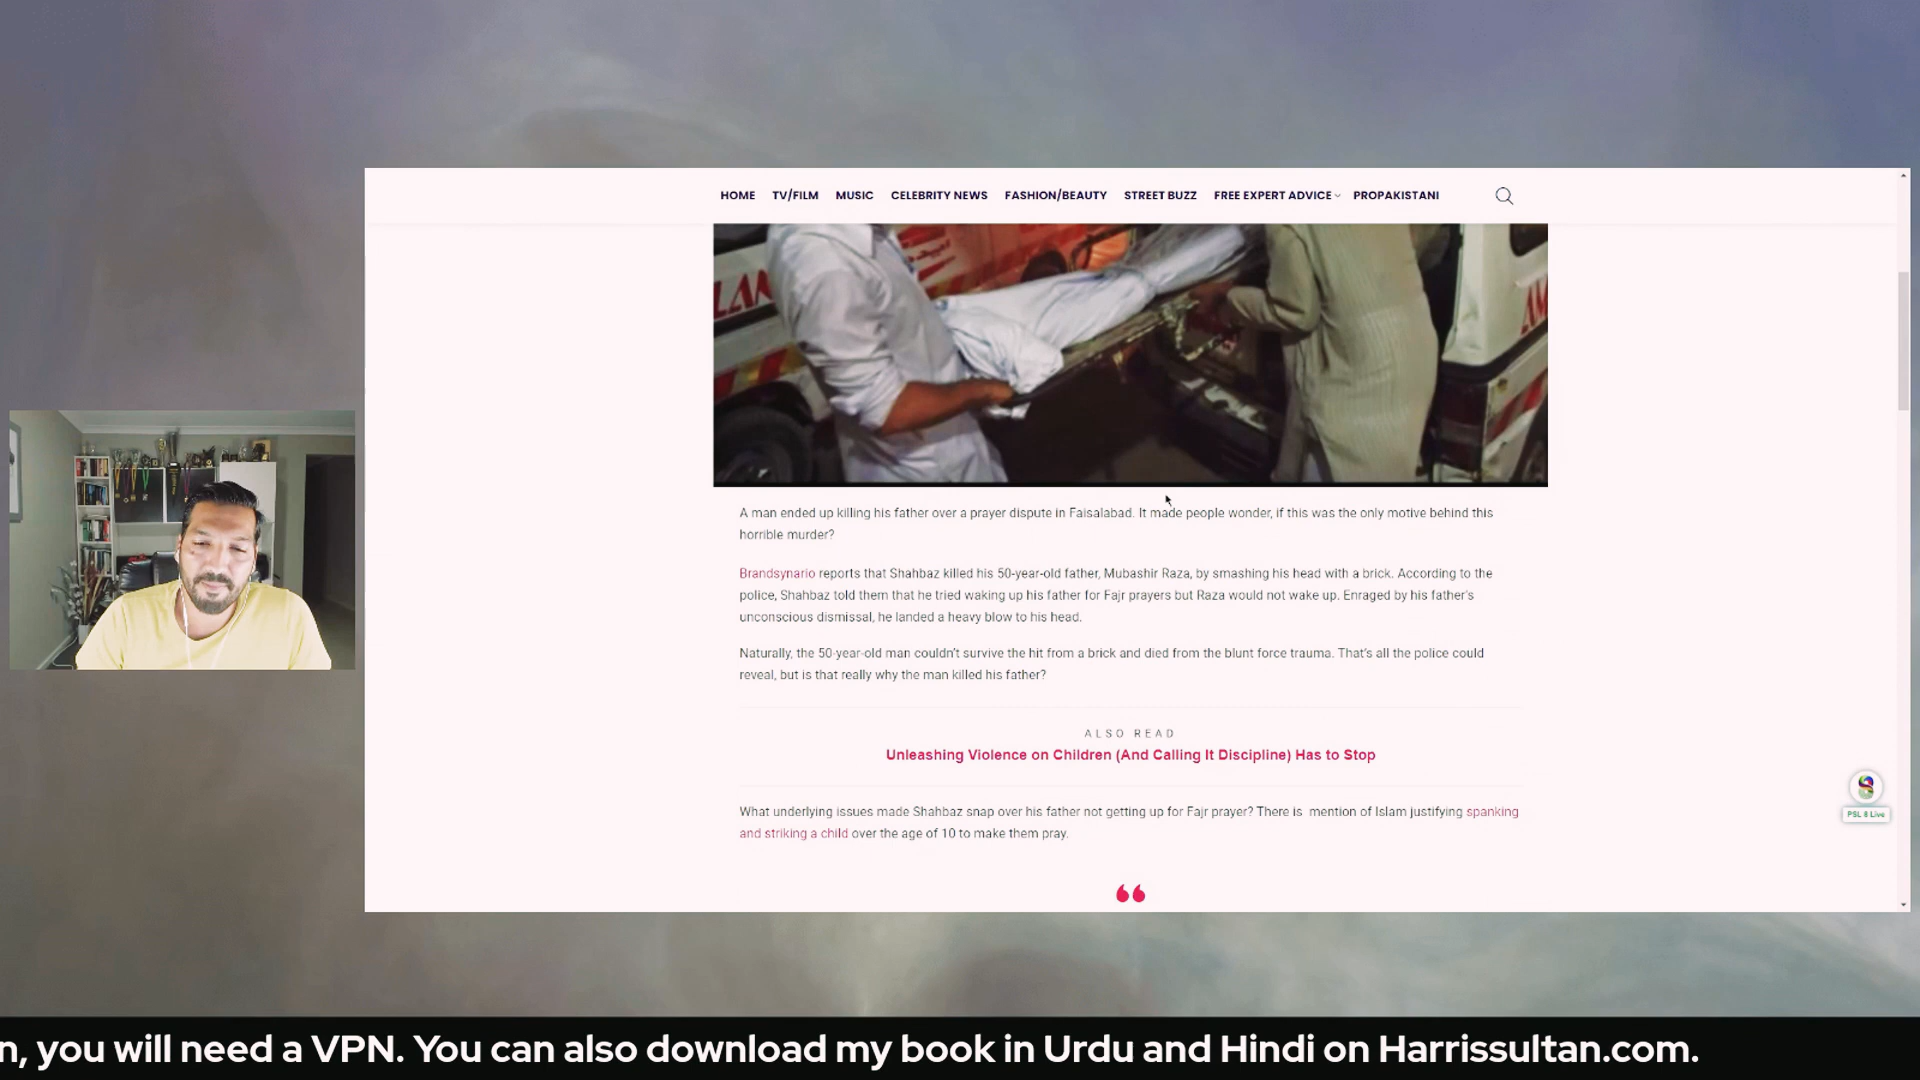 HOME TV/FILM MUSIC CELEBRITY NEWS FASHION/BEAUTY STREET BUZZ FREE EXPERT ADVICE PROPAKISTANI
A man ended up killing his father over a prayer dispute in Faisalabad. It made people wonder, if this was the only motive behind this
horrible murder?
Brandsynario reports that Shahbaz killed his 50-year-old father, Mubashir Raza, by smashing his head with a brick. According to the
police, Shahbaz told them that he tried waking up his father for Fajr prayers but Raza would not wake up. Enraged by his father's
unconscious dismissal, he landed a heavy blow to his head.
Naturally, the 50-year-old man couldn't survive the hit from a brick and died from the blunt force trauma. That's all the police could
reveal, but is that really why the man killed his father?
ALSO READ
Unleashing Violence on Children (And Calling It Discipline) Has to Stop
What underlying issues made Shahbaz snap over his father not getting up for Fajr prayer? There is mention of Islam justifying spanking
and striking a child over the age of 10 to make them pray.
PSL 8 Live
n, you will need a VPN. You can also download my book in Urdu and Hindi on Harrissultan.com.